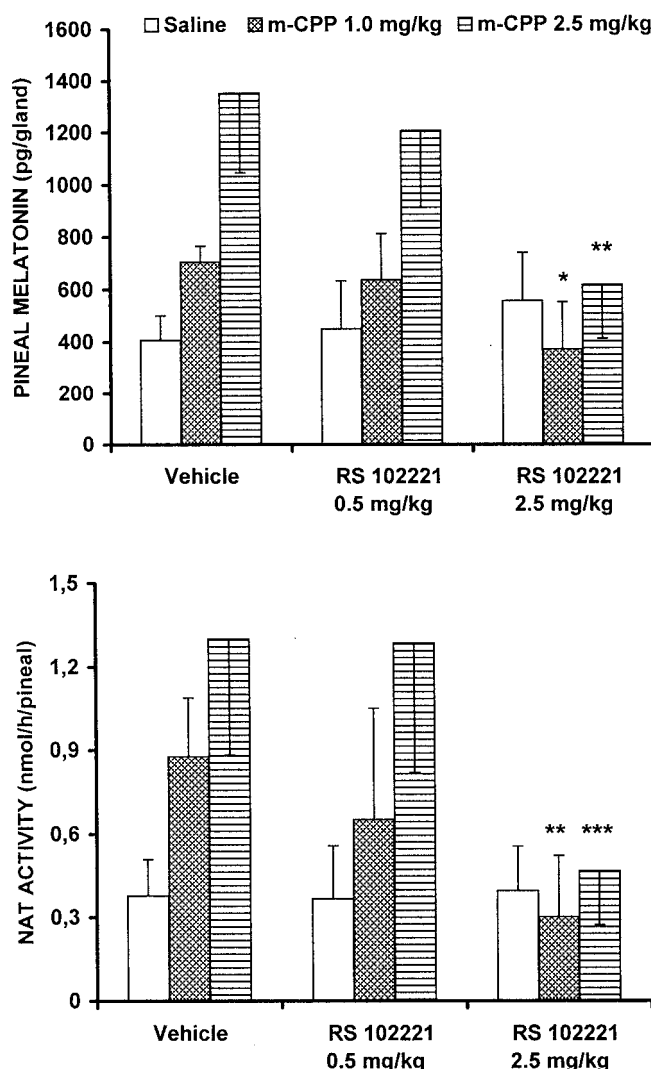 Saline m-CPP 1.0 mg/kg m-CPP 2.5 mg/kg
PINEAL MELATONIN (pg/gland)
1600
1400
1200
1000
800
600
400
200
0
* **
Vehicle RS 102221 RS 102221
0.5 mg/kg 2.5 mg/kg
NAT ACTIVITY (nmol/h/pineal)
1,5
1,2
0,9
0,6
0,3
0
** ***
Vehicle RS 102221 RS 102221
0.5 mg/kg 2.5 mg/kg